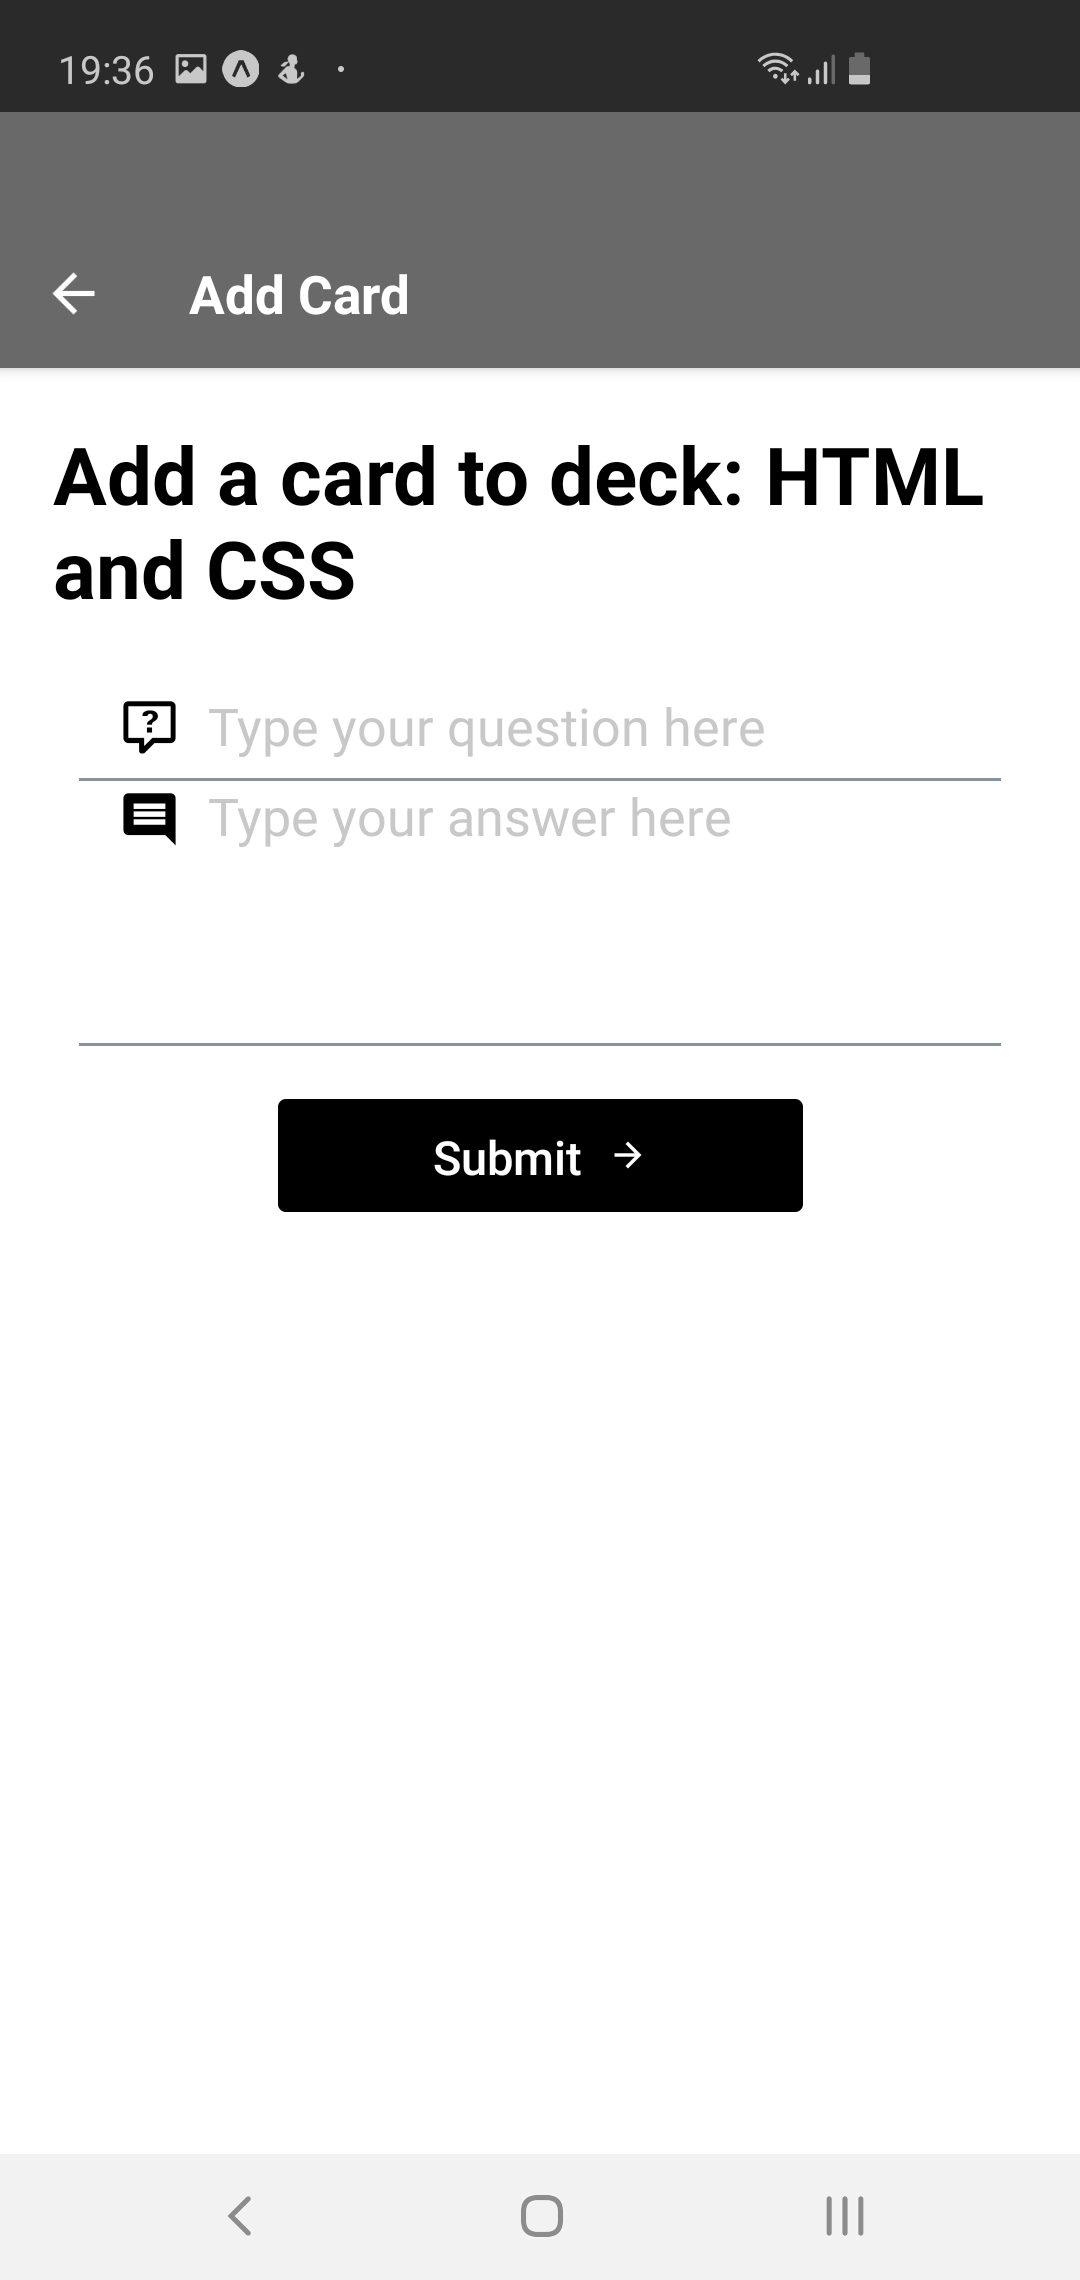 19:36
Add Card
Add a card to deck: HTML
and CSS
Type your question here
Type your answer here
Submit